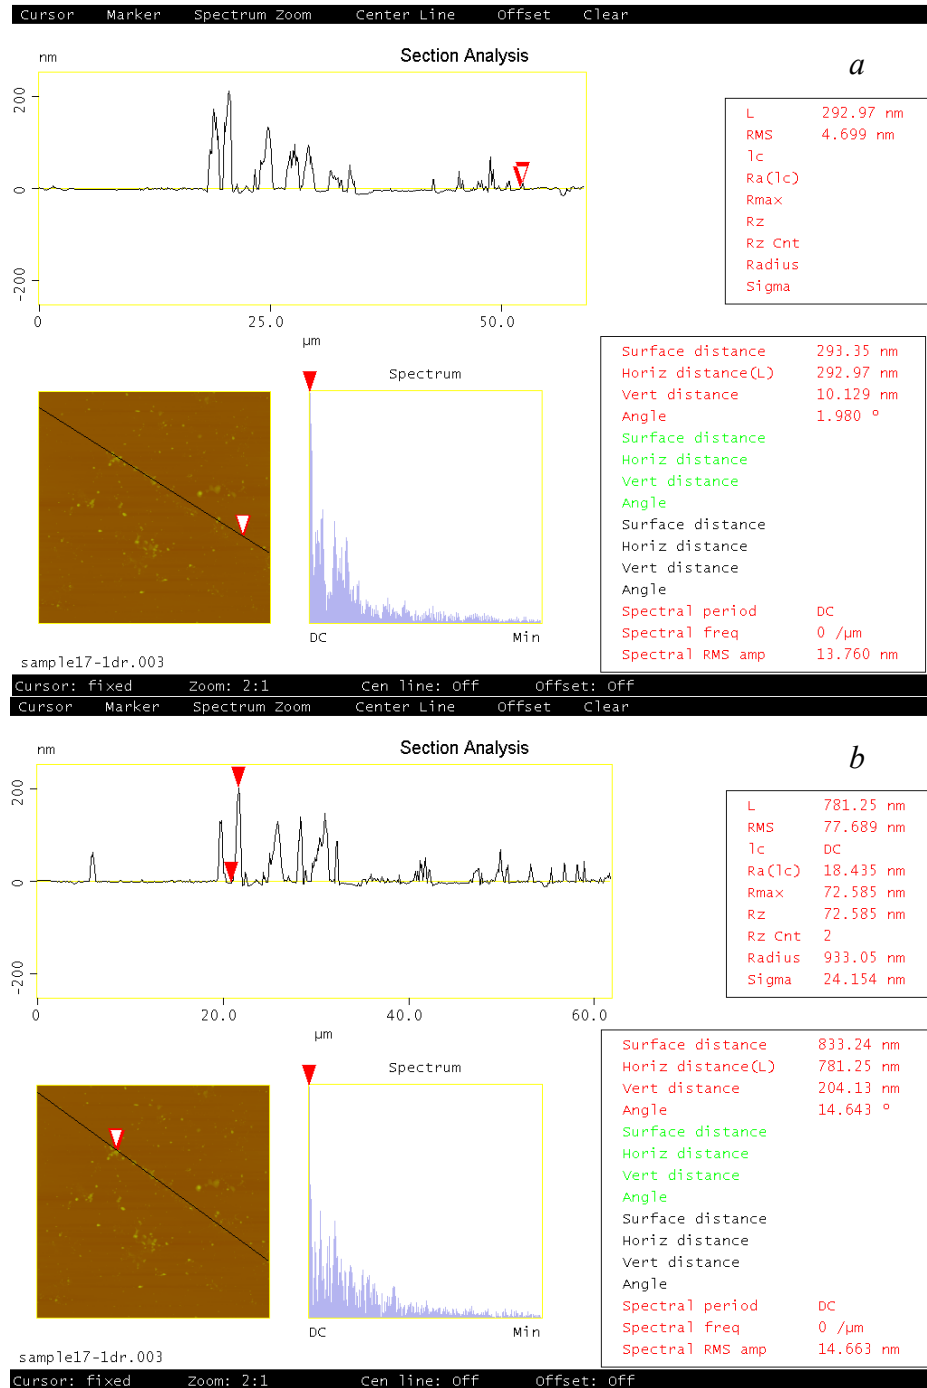 Cursor Marker Spectrum Zoom Center Line Offset Clear
nm
Section Analysis
a
200
0
-200
0 25.0 50.0
µm
L 292.97 nm
RMS 4.699 nm
lc
Ra(lc)
Rmax
Rz
Rz Cnt
Radius
Sigma
Spectrum
DC Min
Surface distance 293.35 nm
Horiz distance(L) 292.97 nm
Vert distance 10.129 nm
Angle 1.980 °
Surface distance
Horiz distance
Vert distance
Angle
Surface distance
Horiz distance
Vert distance
Angle
Spectral period DC
Spectral freq 0 /µm
Spectral RMS amp 13.760 nm
sample17-1dr.003
Cursor: fixed Zoom: 2:1 Cen line: Off Offset: Off
Cursor Marker Spectrum Zoom Center Line Offset Clear
nm
Section Analysis
b
200
0
-200
0 20.0 40.0 60.0
µm
L 781.25 nm
RMS 77.689 nm
lc DC
Ra(lc) 18.435 nm
Rmax 72.585 nm
Rz 72.585 nm
Rz Cnt 2
Radius 933.05 nm
Sigma 24.154 nm
Spectrum
DC Min
Surface distance 833.24 nm
Horiz distance(L) 781.25 nm
Vert distance 204.13 nm
Angle 14.643 °
Surface distance
Horiz distance
Vert distance
Angle
Surface distance
Horiz distance
Vert distance
Angle
Spectral period DC
Spectral freq 0 /µm
Spectral RMS amp 14.663 nm
sample17-1dr.003
Cursor: fixed Zoom: 2:1 Cen line: Off Offset: Off